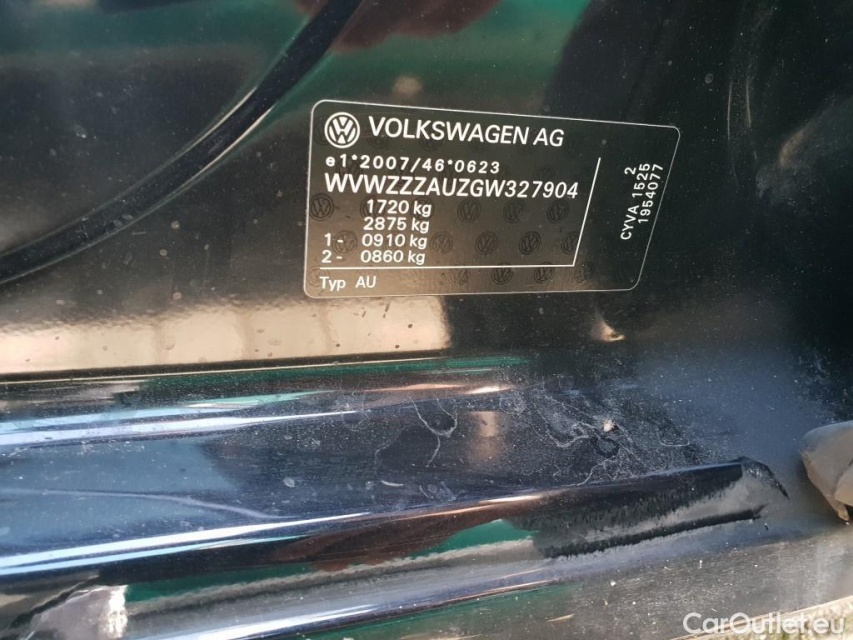 VOLKSWAGEN AG
e1*2007/46*0623
WVWZZZAUZGW327904
1720 kg
2875 kg
1- 0910 kg
2- 0860 kg
Typ AU
2
CYVA 1525
1954077
CarOutlet.eu